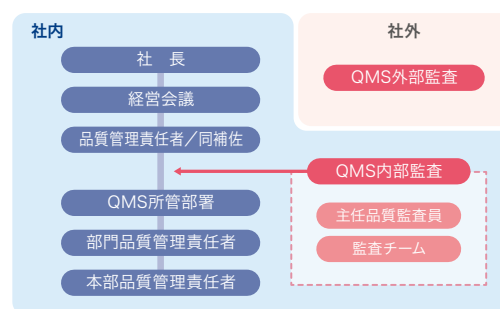 社内
社 長
経営会議
品質管理責任者／同補佐
QMS所管部署
部門品質管理責任者
本部品質管理責任者
社外
QMS外部監査
QMS内部監査
主任品質監査員
監査チーム